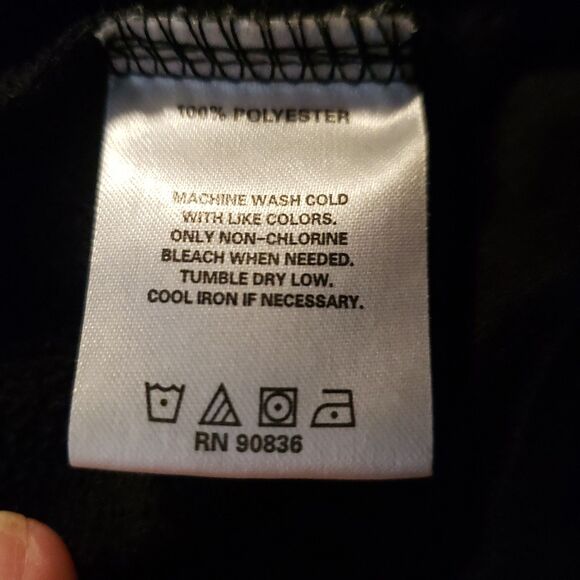 100% POLYESTER
MACHINE WASH COLD
WITH LIKE COLORS.
ONLY NON-CHLORINE
BLEACH WHEN NEEDED.
TUMBLE DRY LOW.
COOL IRON IF NECESSARY.
RN 90836